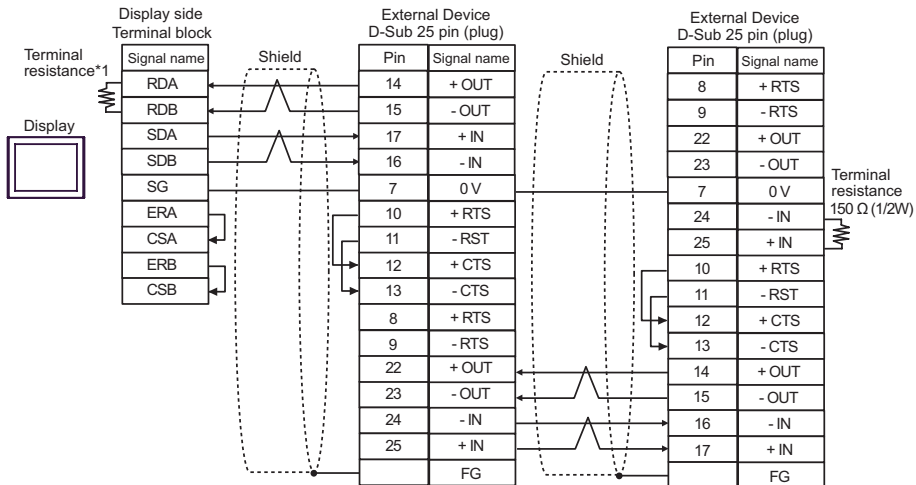 Display side
Terminal block
External Device
D-Sub 25 pin (plug)
External Device
D-Sub 25 pin (plug)
Terminal
resistance*1
Display
Signal name
RDA
RDB
SDA
SDB
SG
ERA
CSA
ERB
CSB
Shield
Pin Signal name
14 + OUT
15 - OUT
17 + IN
16 - IN
7 0 V
10 + RTS
11 - RST
12 + CTS
13 - CTS
8 + RTS
9 - RTS
22 + OUT
23 - OUT
24 - IN
25 + IN
FG
Shield
Pin Signal name
8 + RTS
9 - RTS
22 + OUT
23 - OUT
7 0 V
24 - IN
25 + IN
10 + RTS
11 - RST
12 + CTS
13 - CTS
14 + OUT
15 - OUT
16 - IN
17 + IN
FG
Terminal
resistance
150 Ω (1/2W)